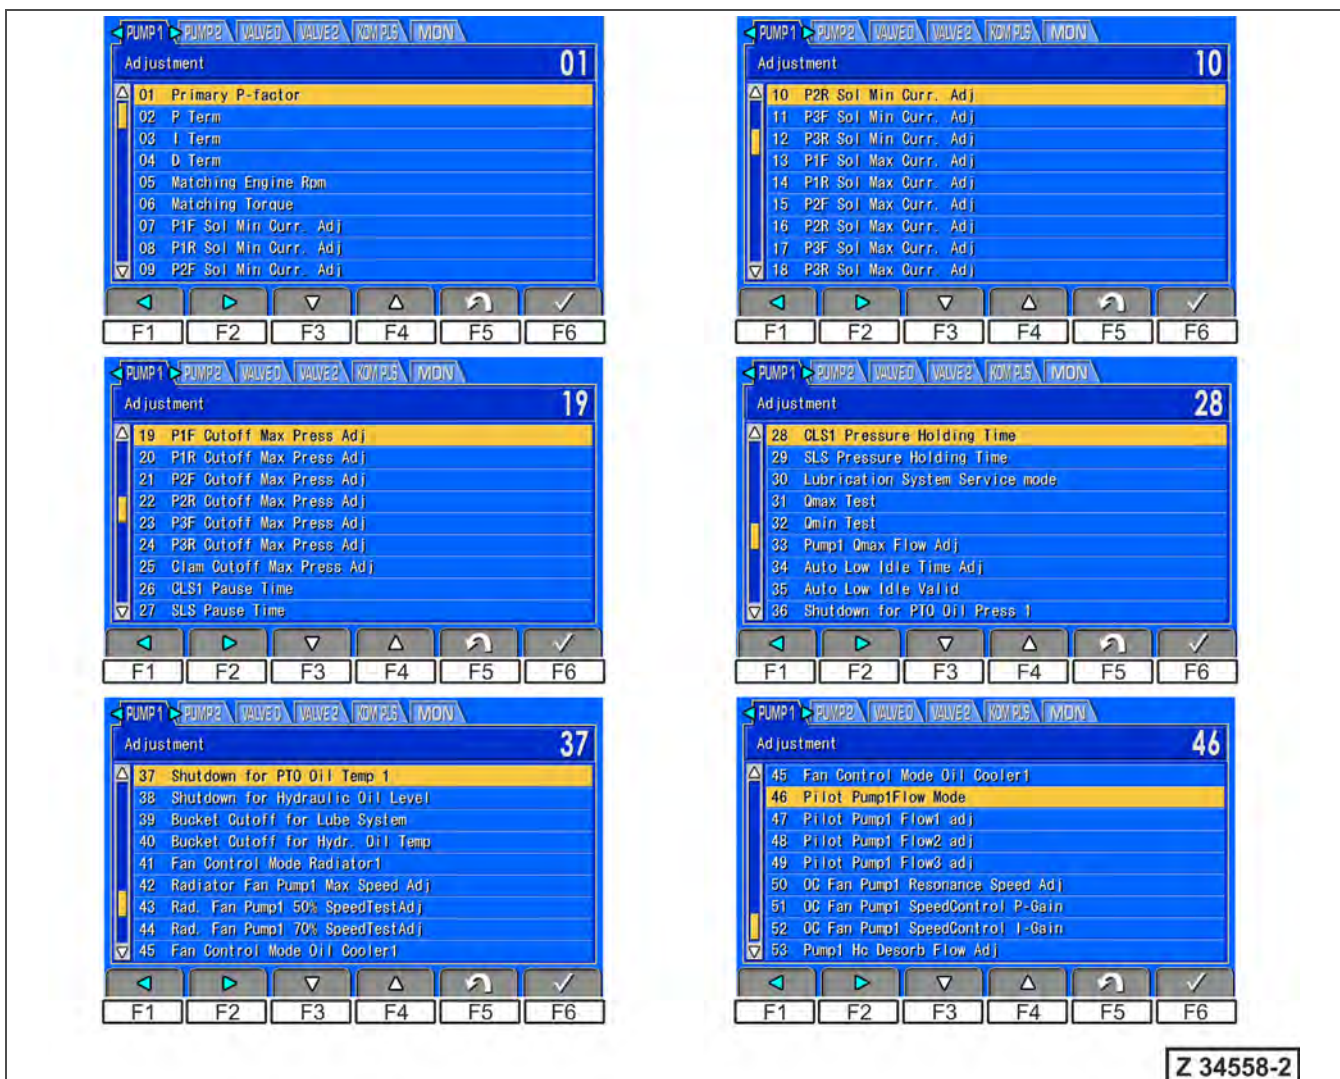 PUMP1 PUMP2 VALVE0 VALVE2 KOMPLS MON
Adjustment 01
01 Primary P-factor
02 P Term
03 I Term
04 D Term
05 Matching Engine Rpm
06 Matching Torque
07 P1F Sol Min Curr. Adj
08 P1R Sol Min Curr. Adj
09 P2F Sol Min Curr. Adj
F1 F2 F3 F4 F5 F6
PUMP1 PUMP2 VALVE0 VALVE2 KOMPLS MON
Adjustment 10
10 P2R Sol Min Curr. Adj
11 P3F Sol Min Curr. Adj
12 P3R Sol Min Curr. Adj
13 P1F Sol Max Curr. Adj
14 P1R Sol Max Curr. Adj
15 P2F Sol Max Curr. Adj
16 P2R Sol Max Curr. Adj
17 P3F Sol Max Curr. Adj
18 P3R Sol Max Curr. Adj
F1 F2 F3 F4 F5 F6
PUMP1 PUMP2 VALVE0 VALVE2 KOMPLS MON
Adjustment 19
19 P1F Cutoff Max Press Adj
20 P1R Cutoff Max Press Adj
21 P2F Cutoff Max Press Adj
22 P2R Cutoff Max Press Adj
23 P3F Cutoff Max Press Adj
24 P3R Cutoff Max Press Adj
25 Clam Cutoff Max Press Adj
26 CLS1 Pause Time
27 SLS Pause Time
F1 F2 F3 F4 F5 F6
PUMP1 PUMP2 VALVE0 VALVE2 KOMPLS MON
Adjustment 28
28 CLS1 Pressure Holding Time
29 SLS Pressure Holding Time
30 Lubrication System Service mode
31 Qmax Test
32 Qmin Test
33 Pump1 Qmax Flow Adj
34 Auto Low Idle Time Adj
35 Auto Low Idle Valid
36 Shutdown for PTO Oil Press 1
F1 F2 F3 F4 F5 F6
PUMP1 PUMP2 VALVE0 VALVE2 KOMPLS MON
Adjustment 37
37 Shutdown for PTO Oil Temp 1
38 Shutdown for Hydraulic Oil Level
39 Bucket Cutoff for Lube System
40 Bucket Cutoff for Hydr. Oil Temp
41 Fan Control Mode Radiator1
42 Radiator Fan Pump1 Max Speed Adj
43 Rad. Fan Pump1 50% SpeedTestAdj
44 Rad. Fan Pump1 70% SpeedTestAdj
45 Fan Control Mode Oil Cooler1
F1 F2 F3 F4 F5 F6
PUMP1 PUMP2 VALVE0 VALVE2 KOMPLS MON
Adjustment 46
45 Fan Control Mode Oil Cooler1
46 Pilot Pump1Flow Mode
47 Pilot Pump1 Flow1 adj
48 Pilot Pump1 Flow2 adj
49 Pilot Pump1 Flow3 adj
50 OC Fan Pump1 Resonance Speed Adj
51 OC Fan Pump1 SpeedControl P-Gain
52 OC Fan Pump1 SpeedControl I-Gain
53 Pump1 Hc Desorb Flow Adj
F1 F2 F3 F4 F5 F6
Z 34558-2